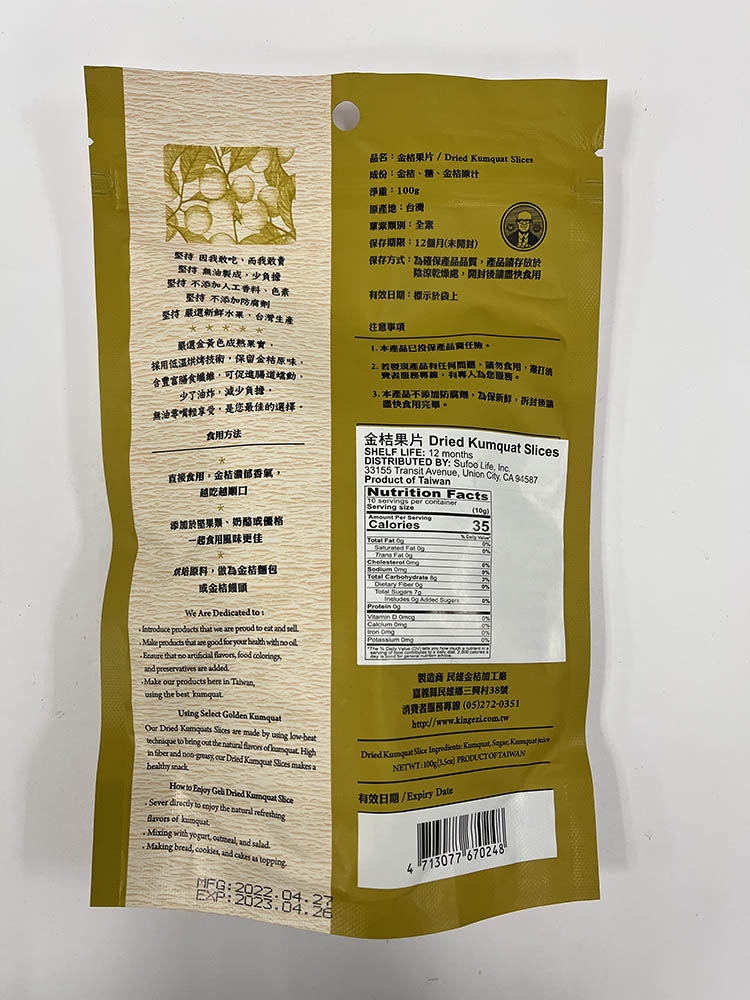 堅持 因我敢吃，而我敢賣
堅持 無油製成，少負擔
堅持 不添加人工香料、色素
堅持 不添加防腐劑
堅持 嚴選新鮮水果，台灣生產
嚴選金黃色成熟果實，
採用低溫烘烤技術，保留金桔原味，
含豐富膳食纖維，可促進腸道蠕動
少了油炸，減少負擔，
無油零嘴輕享受，是您最佳的選擇。
食用方法
直接食用，金桔濃郁香氣，
越吃越順口
添加於堅果類、奶酪或優格
一起食用風味更佳
烘培原料，做為金桔麵包
或金桔饅頭
We Are Dedicated to :
. Introduce products that we are proud to eat and sell.
. Make products that are good for your health with no oil.
. Ensure that no artificial flavors, food colorings,
and preservatives are added.
. Make our products here in Taiwan,
using the best kumquat.
Using Select Golden Kumquat
Our Dried Kumquats Slices are made by using low-heat
technique to bring out the natural flavors of kumquat. High
in fiber and non-greasy, our Dried Kumquat Slices makes a
healthy snack.
How to Enjoy Geli Dried Kumquat Slice
. Sever directly to enjoy the natural refreshing
flavors of kumquat.
. Mixing with yogurt, oatmeal, and salad.
. Making bread, cookies, and cakes as topping.
MFG:2022.04.27
EXP:2023.04.26
品名：金桔果片 / Dried Kumquat Slices
成份：金桔、糖、金桔原汁
淨重：100g
原產地：台灣
葷素類別：全素
保存期限：12個月(未開封)
保存方式：為確保產品品質，產品請存放於
陰涼乾燥處，開封後請盡快食用
有效日期：標示於袋上
注意事項
1. 本產品已投保產品責任險。
2. 若發現產品有任何問題，請勿食用，撥打消
費者服務專線，有專人為您服務。
3. 本產品不添加防腐劑，為保新鮮，拆封後請
盡快食用完畢。
金桔果片 Dried Kumquat Slices
SHELF LIFE: 12 months
DISTRIBUTED BY: Sufoo Life, Inc.
33155 Transit Avenue, Union City, CA 94587
Product of Taiwan
Nutrition Facts
10 servings per container
Serving size (10g)
Amount Per Serving
Calories 35
% Daily Value*
Total Fat 0g 0%
Saturated Fat 0g 0%
Trans Fat 0g
Cholesterol 0mg 0%
Sodium 0mg 0%
Total Carbohydrate 8g 3%
Dietary Fiber 0g 0%
Total Sugars 7g
Includes 0g Added Sugars 0%
Protein 0g
Vitamin D 0mcg 0%
Calcium 0mg 0%
Iron 0mg 0%
Potassium 0mg 0%
*The % Daily Value (DV) tells you how much a nutrient in a
serving of food contributes to a daily diet. 2,000 calories a
day is used for general nutrition advice.
製造商 民雄金桔加工廠
嘉義縣民雄鄉三興村38號
消費者服務專線 (05)272-0351
http://www.kingezi.com.tw
Dried Kumquat Slice Ingredients: Kumquat, Sugar, Kumquat juice
NETWT:100g(3.5oz) PRODUCT OF TAIWAN
有效日期 / Expiry Date
4 713077 670248